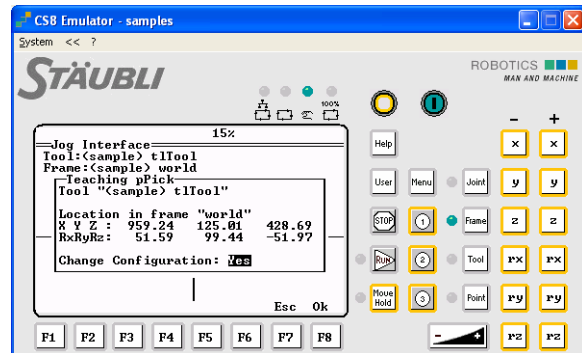 CS8 Emulator - samples
System << ?
STÄUBLI
ROBOTICS
MAN AND MACHINE
100%
15%
Jog Interface
Tool:(sample) tlTool
Frame:(sample) world
Teaching pPick
Tool "(sample) tlTool"
Location in frame "world"
X Y Z : 959.24 125.01 428.69
RxRyRz: 51.59 99.44 -51.97
Change Configuration: Yes
Esc Ok
F1 F2 F3 F4 F5 F6 F7 F8
- +
Help x x
User Menu Joint y y
STOP 1 Frame z z
RUN 2 Tool rx rx
Move Hold 3 Point ry ry
- + rz rz